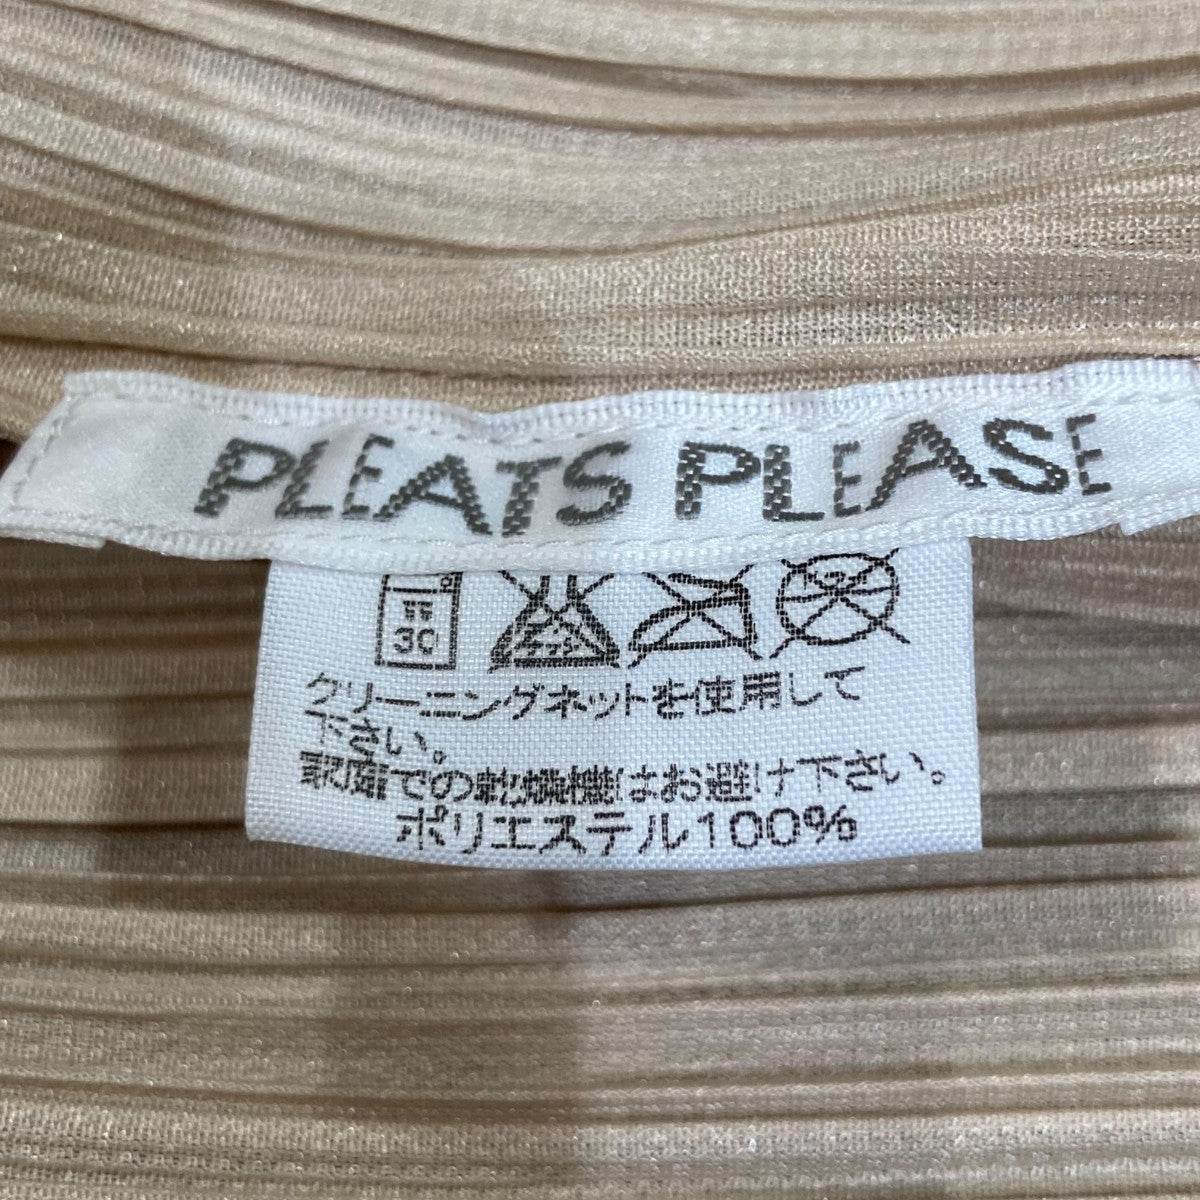 PLEATS PLEASE
弱
30
クリーニングネットを使用して
下さい。
家庭での乾燥機はお避け下さい。
ポリエステル100%